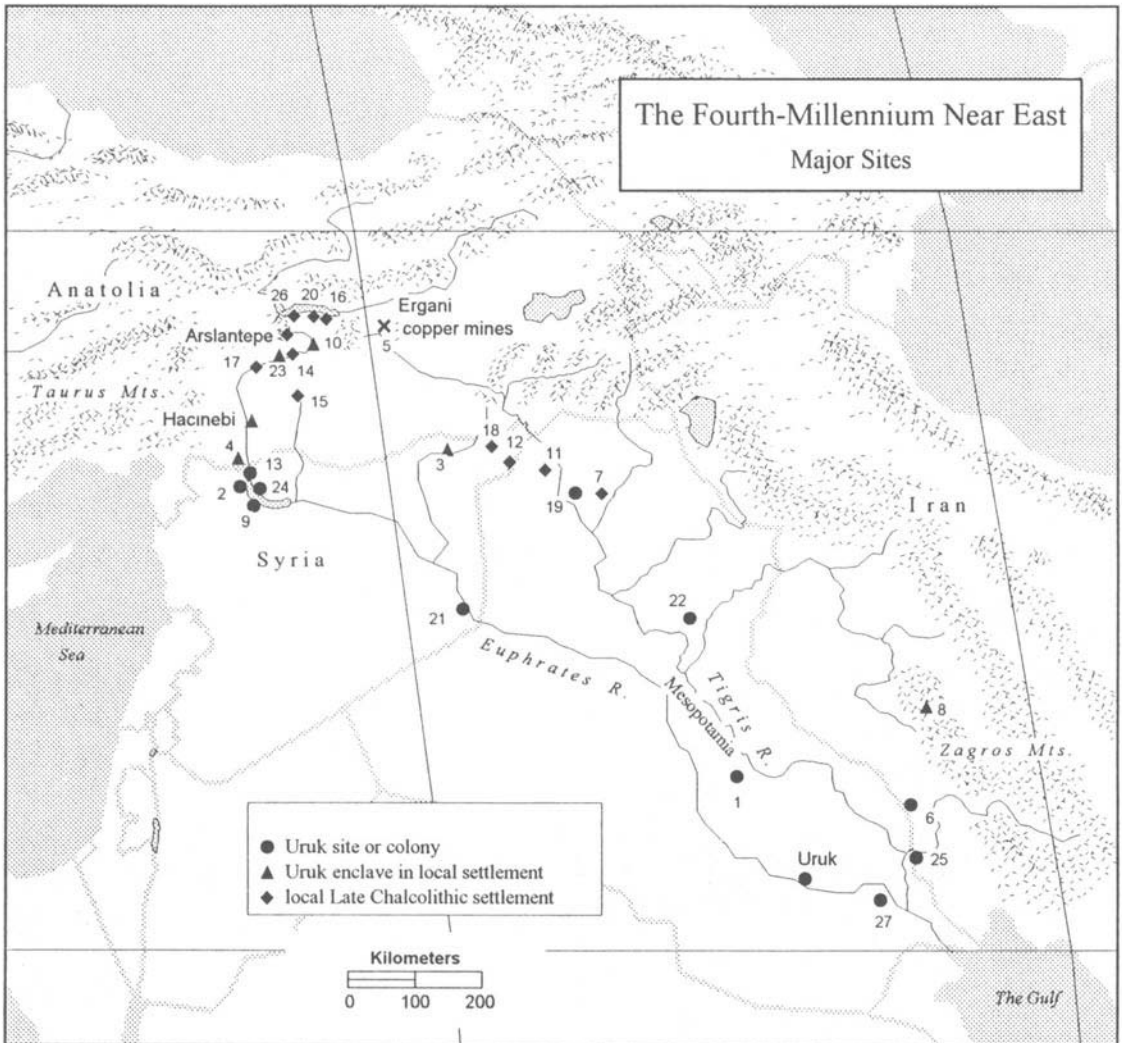 The Fourth-Millennium Near East
Major Sites
Anatolia
26 20 16
Ergani
copper mines
Arslantepe
10
5
17
23
14
Taurus Mts.
15
Hacınebi
18
12
4
3
11
13
7
2
24
19
9
Iran
Syria
21
22
Mediterranean
Sea
Euphrates R.
Mesopotamia
Tigris R.
8
Zagros Mts.
1
6
Uruk site or colony
Uruk
25
Uruk enclave in local settlement
local Late Chalcolithic settlement
27
Kilometers
0 100 200
The Gulf